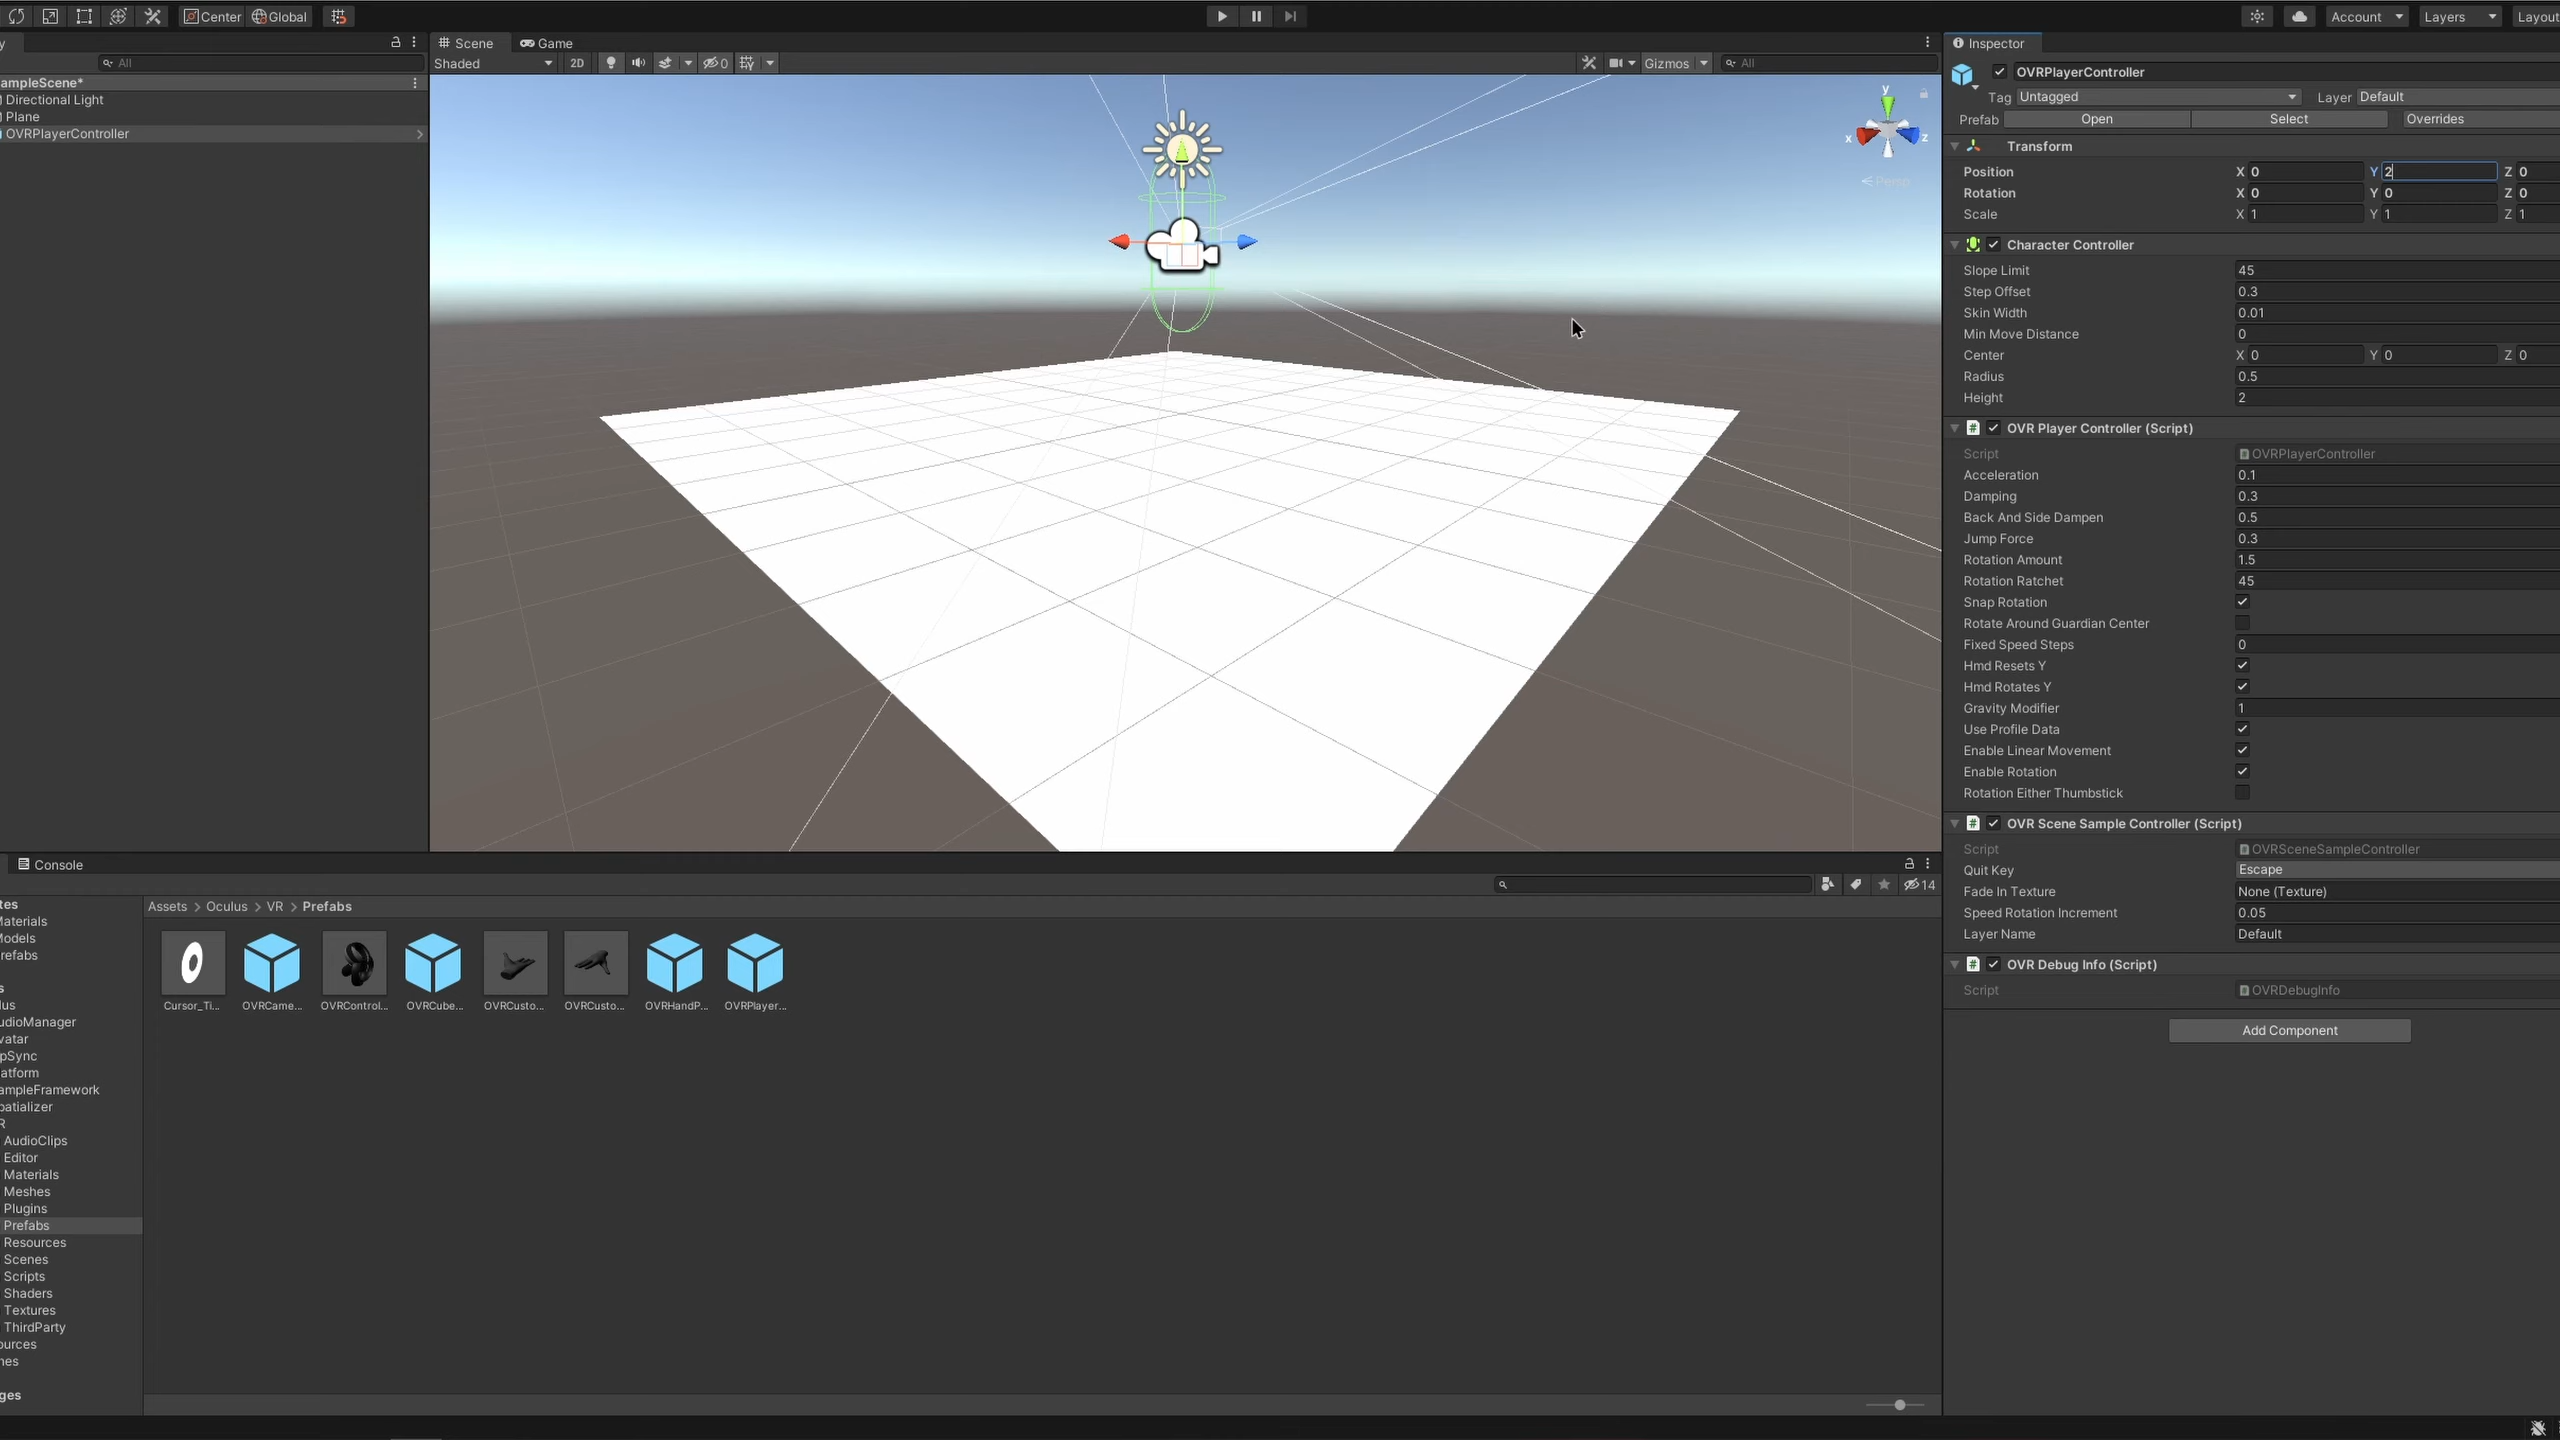 Center Global Account Layers Layout
y Scene Game Inspector
All Shaded 2D 0 Gizmos All
ampleScene*
Directional Light
Plane
OVRPlayerController
y
x z
Persp
OVRPlayerController
Tag Untagged Layer Default
Prefab Open Select Overrides
Transform
Position X 0 Y 2 Z 0
Rotation X 0 Y 0 Z 0
Scale X 1 Y 1 Z 1
Character Controller
Slope Limit 45
Step Offset 0.3
Skin Width 0.01
Min Move Distance 0
Center X 0 Y 0 Z 0
Radius 0.5
Height 2
OVR Player Controller (Script)
Script OVRPlayerController
Acceleration 0.1
Damping 0.3
Back And Side Dampen 0.5
Jump Force 0.3
Rotation Amount 1.5
Rotation Ratchet 45
Snap Rotation
Rotate Around Guardian Center
Fixed Speed Steps 0
Hmd Resets Y
Hmd Rotates Y
Gravity Modifier 1
Use Profile Data
Enable Linear Movement
Enable Rotation
Rotation Either Thumbstick
OVR Scene Sample Controller (Script)
Script OVRSceneSampleController
Quit Key Escape
Fade In Texture None (Texture)
Speed Rotation Increment 0.05
Layer Name Default
OVR Debug Info (Script)
Script OVRDebugInfo
Add Component
Console
14
tes
Materials
Models
refabs
s
lus
udioManager
vatar
pSync
atform
ampleFramework
patializer
R
AudioClips
Editor
Materials
Meshes
Plugins
Prefabs
Resources
Scenes
Scripts
Shaders
Textures
ThirdParty
ources
nes
ges
Assets > Oculus > VR > Prefabs
Cursor_Ti... OVRCame... OVRControl... OVRCube... OVRCusto... OVRCusto... OVRHandP... OVRPlayer...